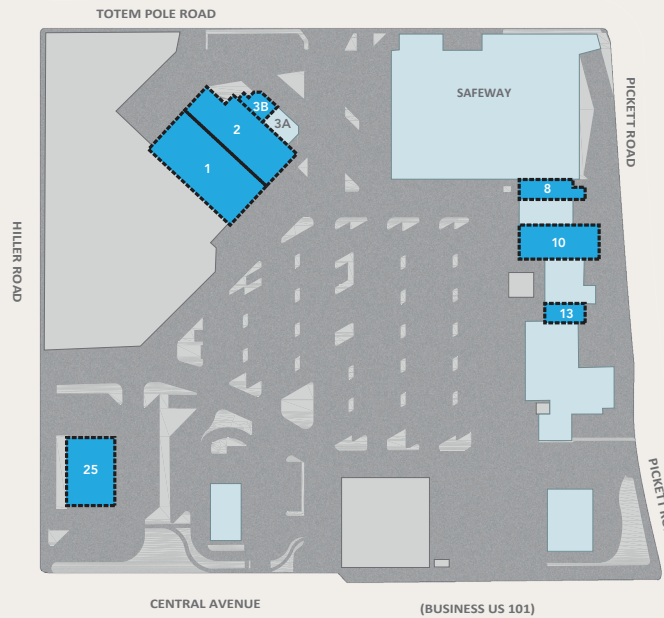 TOTEM POLE ROAD
SAFEWAY
PICKETT ROAD
3B
3A
2
1
8
HILLER ROAD
10
13
25
PICKETT
CENTRAL AVENUE
(BUSINESS US 101)